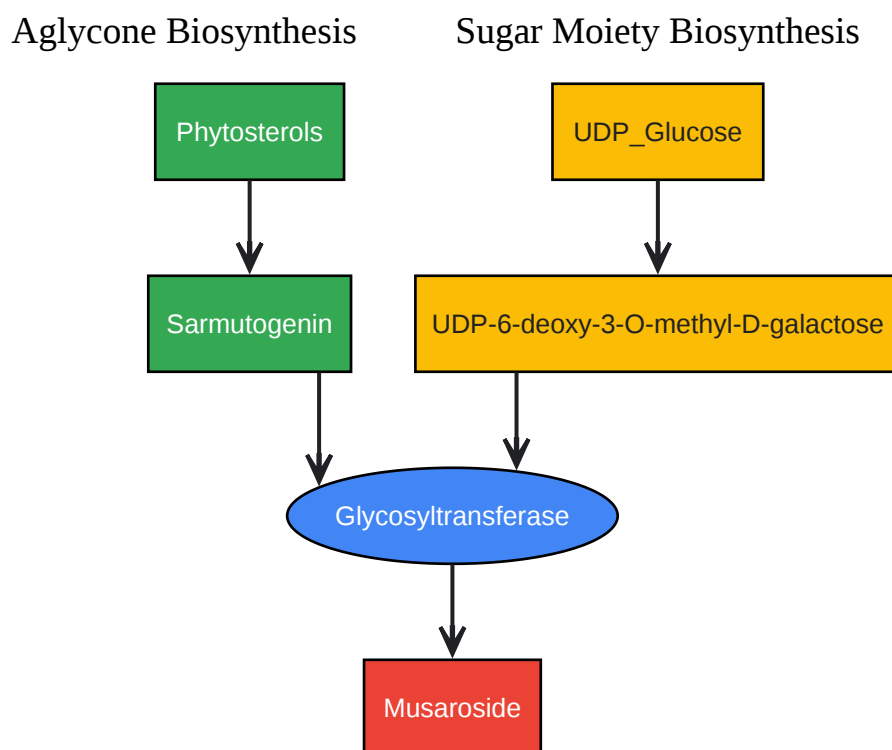 Aglycone Biosynthesis
Sugar Moiety Biosynthesis
Phytosterols
UDP_Glucose
Sarmutogenin
UDP-6-deoxy-3-O-methyl-D-galactose
Glycosyltransferase
Musaroside